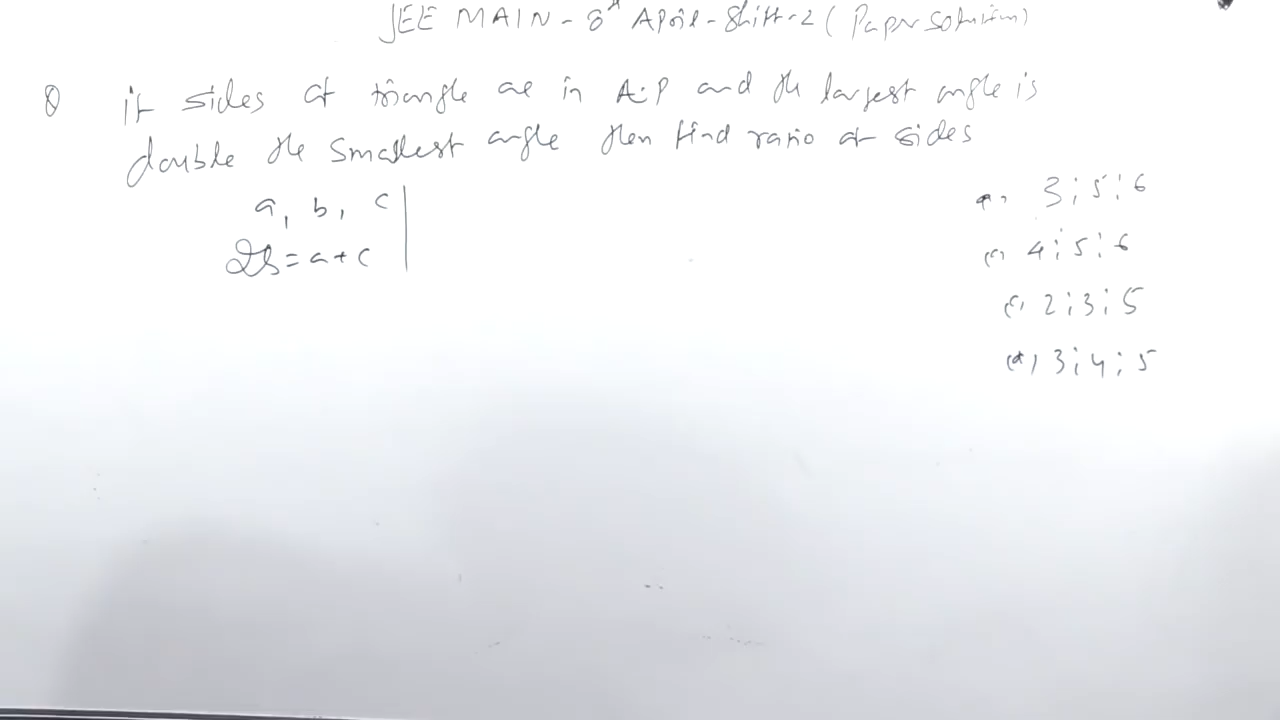 JEE MAIN - 8th April - Shift-2 ( Paper Solution)
Q if sides of triangle are in A.P and the largest angle is
double the smallest angle then find ratio of sides
a, b, c
2b = a + c
3 : 5 : 6
4 : 5 : 6
2 : 3 : 5
(d) 3 : 4 : 5